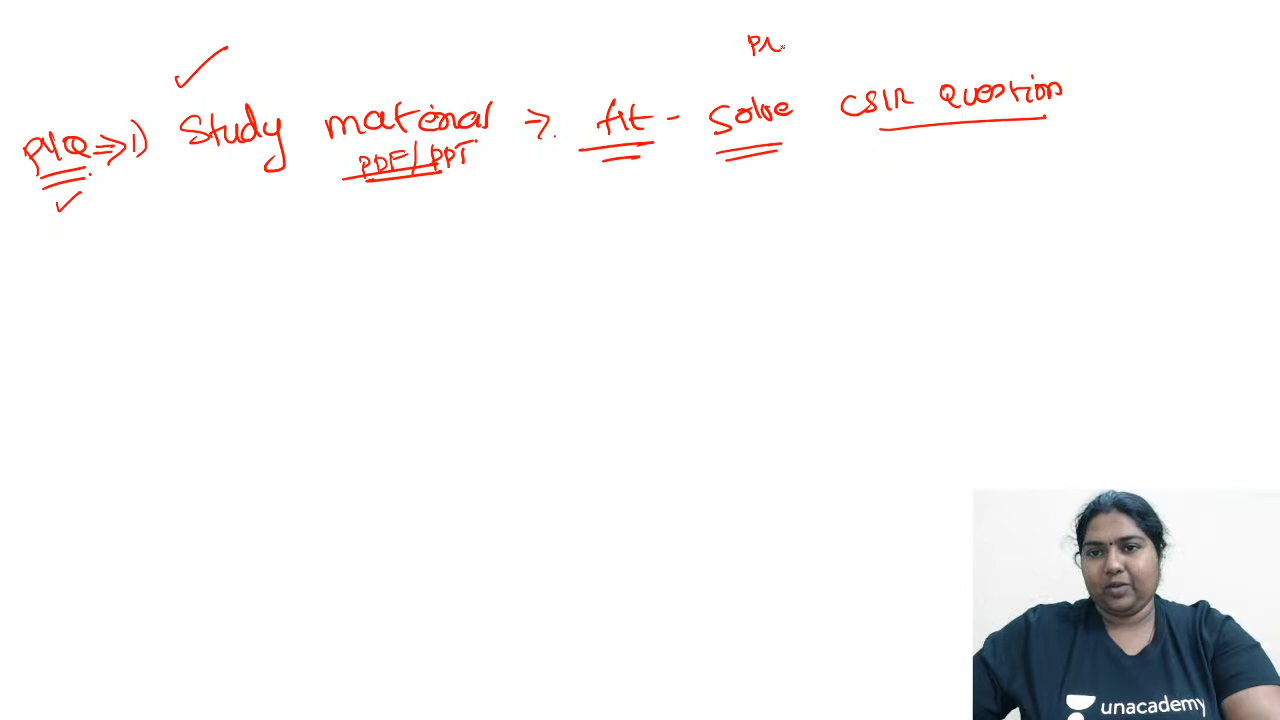 PYQ => 1) Study material => fit - Solve CSIR Question
PDF/PPT
unacademy